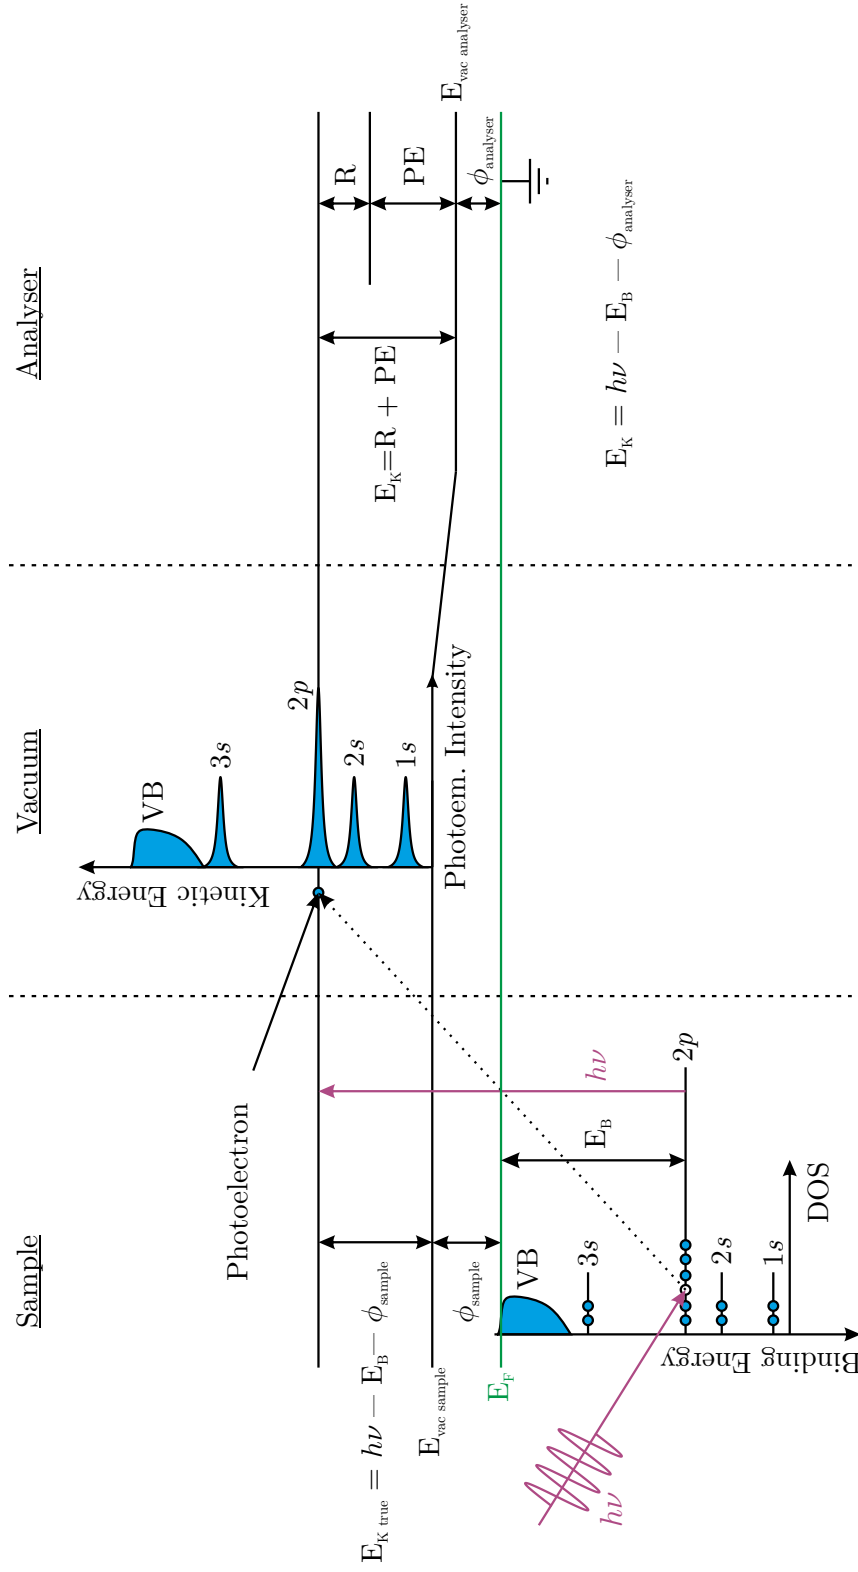 Sample
Vacuum
Analyser
Photoelectron
E_K true = hν − E_B − ϕ_sample
E_vac sample
ϕ_sample
E_F
hν
VB
3s
2p
2s
1s
DOS
Binding Energy
E_B
hν
Kinetic Energy
VB
3s
2p
2s
1s
Photoem. Intensity
E_K=R + PE
R
PE
E_vac analyser
ϕ_analyser
E_K = hν − E_B − ϕ_analyser